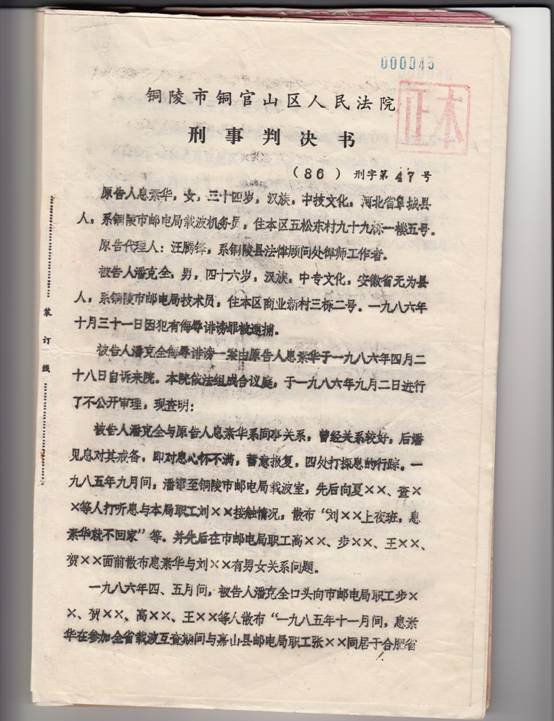 000045
铜陵市铜官山区人民法院
正本
刑事判决书
(86)刑字第47号
原告人息素华,女,三十四岁,汉族,中技文化,河北省阜城县
人,系铜陵市邮电局载波机务员,住本区五松东村九十九栋一楼五号。
原告代理人:汪鹏铎,系铜陵县法律顾问处律师工作者。
被告人潘克全,男,四十六岁,汉族,中专文化,安徽省无为县
人,系铜陵市邮电局技术员,住本区商业新村三栋二号。一九八六年
十月三十一日因犯有侮辱诽谤罪被逮捕。
被告人潘克全侮辱诽谤一案由原告人息素华于一九八六年四月二
十八日自诉来院。本院依法组成合议庭,于一九八六年九月二日进行
了不公开审理,现查明:
被告人潘克全与原告人息素华系同事关系,曾经关系较好,后潘
见息对其戒备,即对息心怀不满,蓄意报复,四处打探息的行踪。一
九八五年九月间,潘窜至铜陵市邮电局载波室,先后向夏××、查×
×等人打听息与本局职工刘××接触情况,散布“刘××上夜班,息
素华就不回家”等。并先后在市邮电局职工高××、步××、王××、
贺××面前散布息素华与刘××有男女关系问题。
一九八六年四、五月间,被告人潘克全口头向市邮电局职工步×
×、贺××、高××、王××等人散布“一九八五年十一月间,息素
华在参加全省载波互查期间与嘉山县邮电局职工张××同居于合肥省
装订线
1.